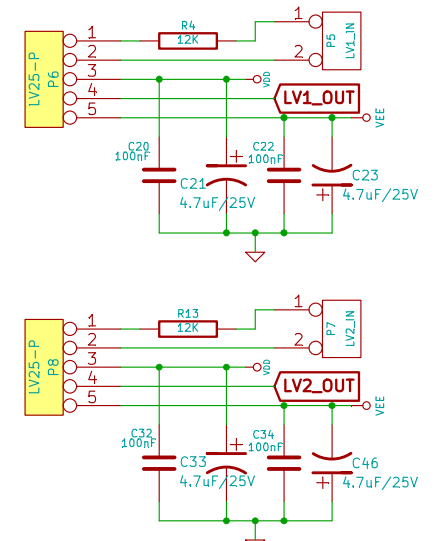 R4
12K
1
1
2
3
4
5
2
LV25-P
P6
P5
LV1_IN
VDD
LV1_OUT
VEE
C20
100nF
C21
4.7uF/25V
C22
100nF
C23
4.7uF/25V
R13
12K
1
1
2
3
4
5
2
LV25-P
P8
P7
LV2_IN
VDD
LV2_OUT
VEE
C32
100nF
C33
4.7uF/25V
C34
100nF
C46
4.7uF/25V